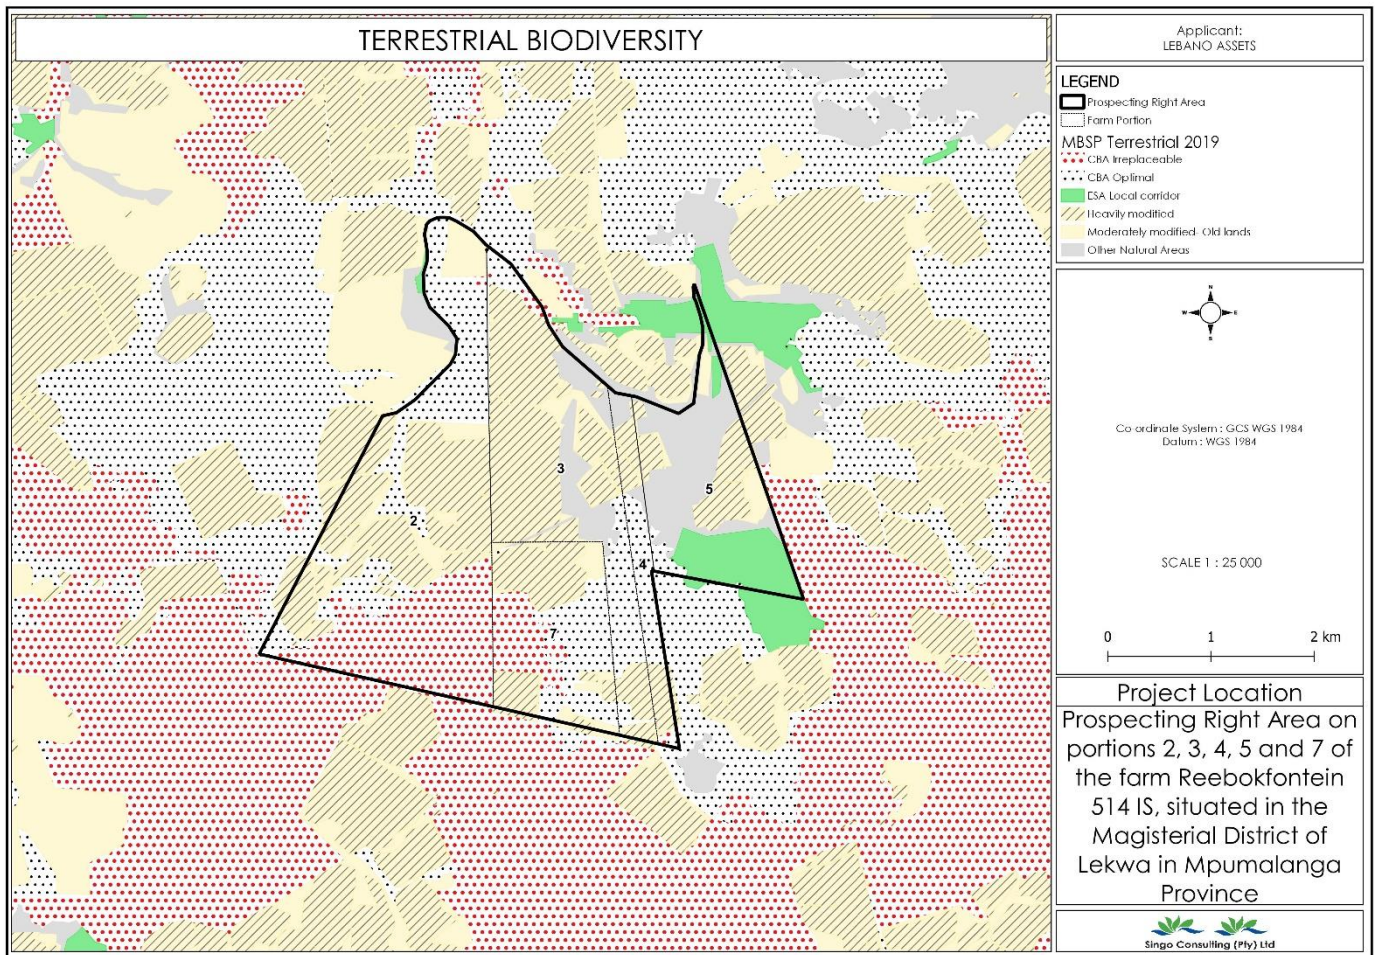 TERRESTRIAL BIODIVERSITY
Applicant:
LEBANO ASSETS
LEGEND
Prospecting Right Area
Farm Portion
MBSP Terrestrial 2019
CBA Irreplaceable
CBA Optimal
ESA Local corridor
Heavily modified
Moderately modified- Old lands
Other Natural Areas
N
W E
S
Co ordinate System : GCS WGS 1984
Datum : WGS 1984
SCALE 1 : 25 000
0 1 2 km
3
5
2
4
7
Project Location
Prospecting Right Area on
portions 2, 3, 4, 5 and 7 of
the farm Reebokfontein
514 IS, situated in the
Magisterial District of
Lekwa in Mpumalanga
Province
Singo Consulting (Pty) Ltd